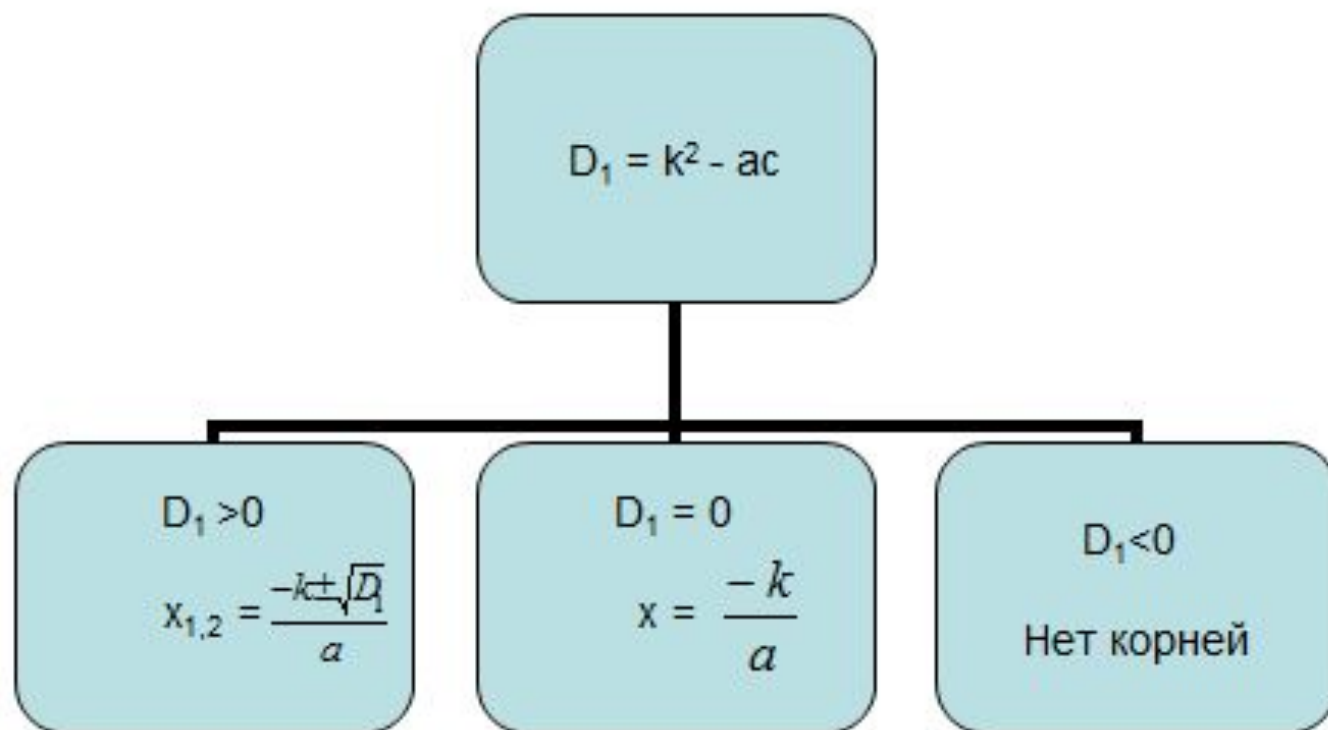 D₁ = k² - ac
D₁ >0
x₁,₂ = (-k±√D₁)/a
D₁ = 0
x = -k/a
D₁<0
Нет корней